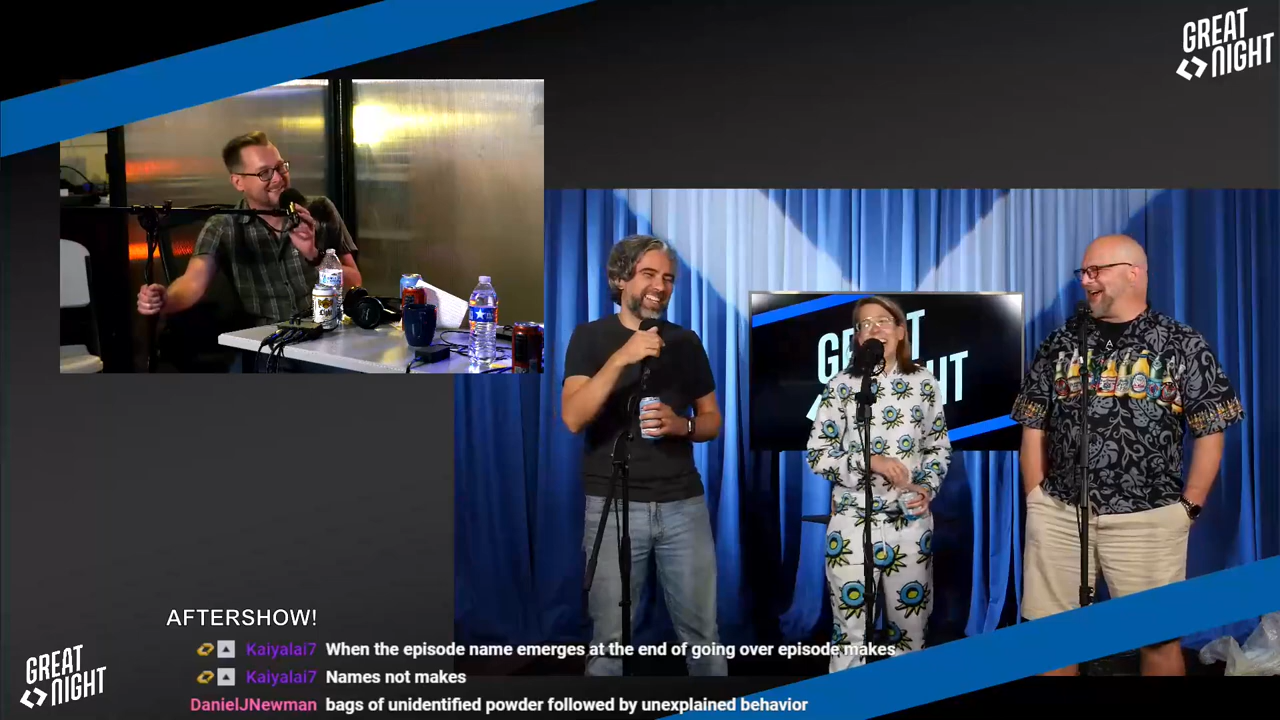 GREAT
NIGHT
GREAT
NIGHT
AFTERSHOW!
Kaiyalai7 When the episode name emerges at the end of going over episode makes
Kaiyalai7 Names not makes
DanielJNewman bags of unidentified powder followed by unexplained behavior
GREAT
NIGHT